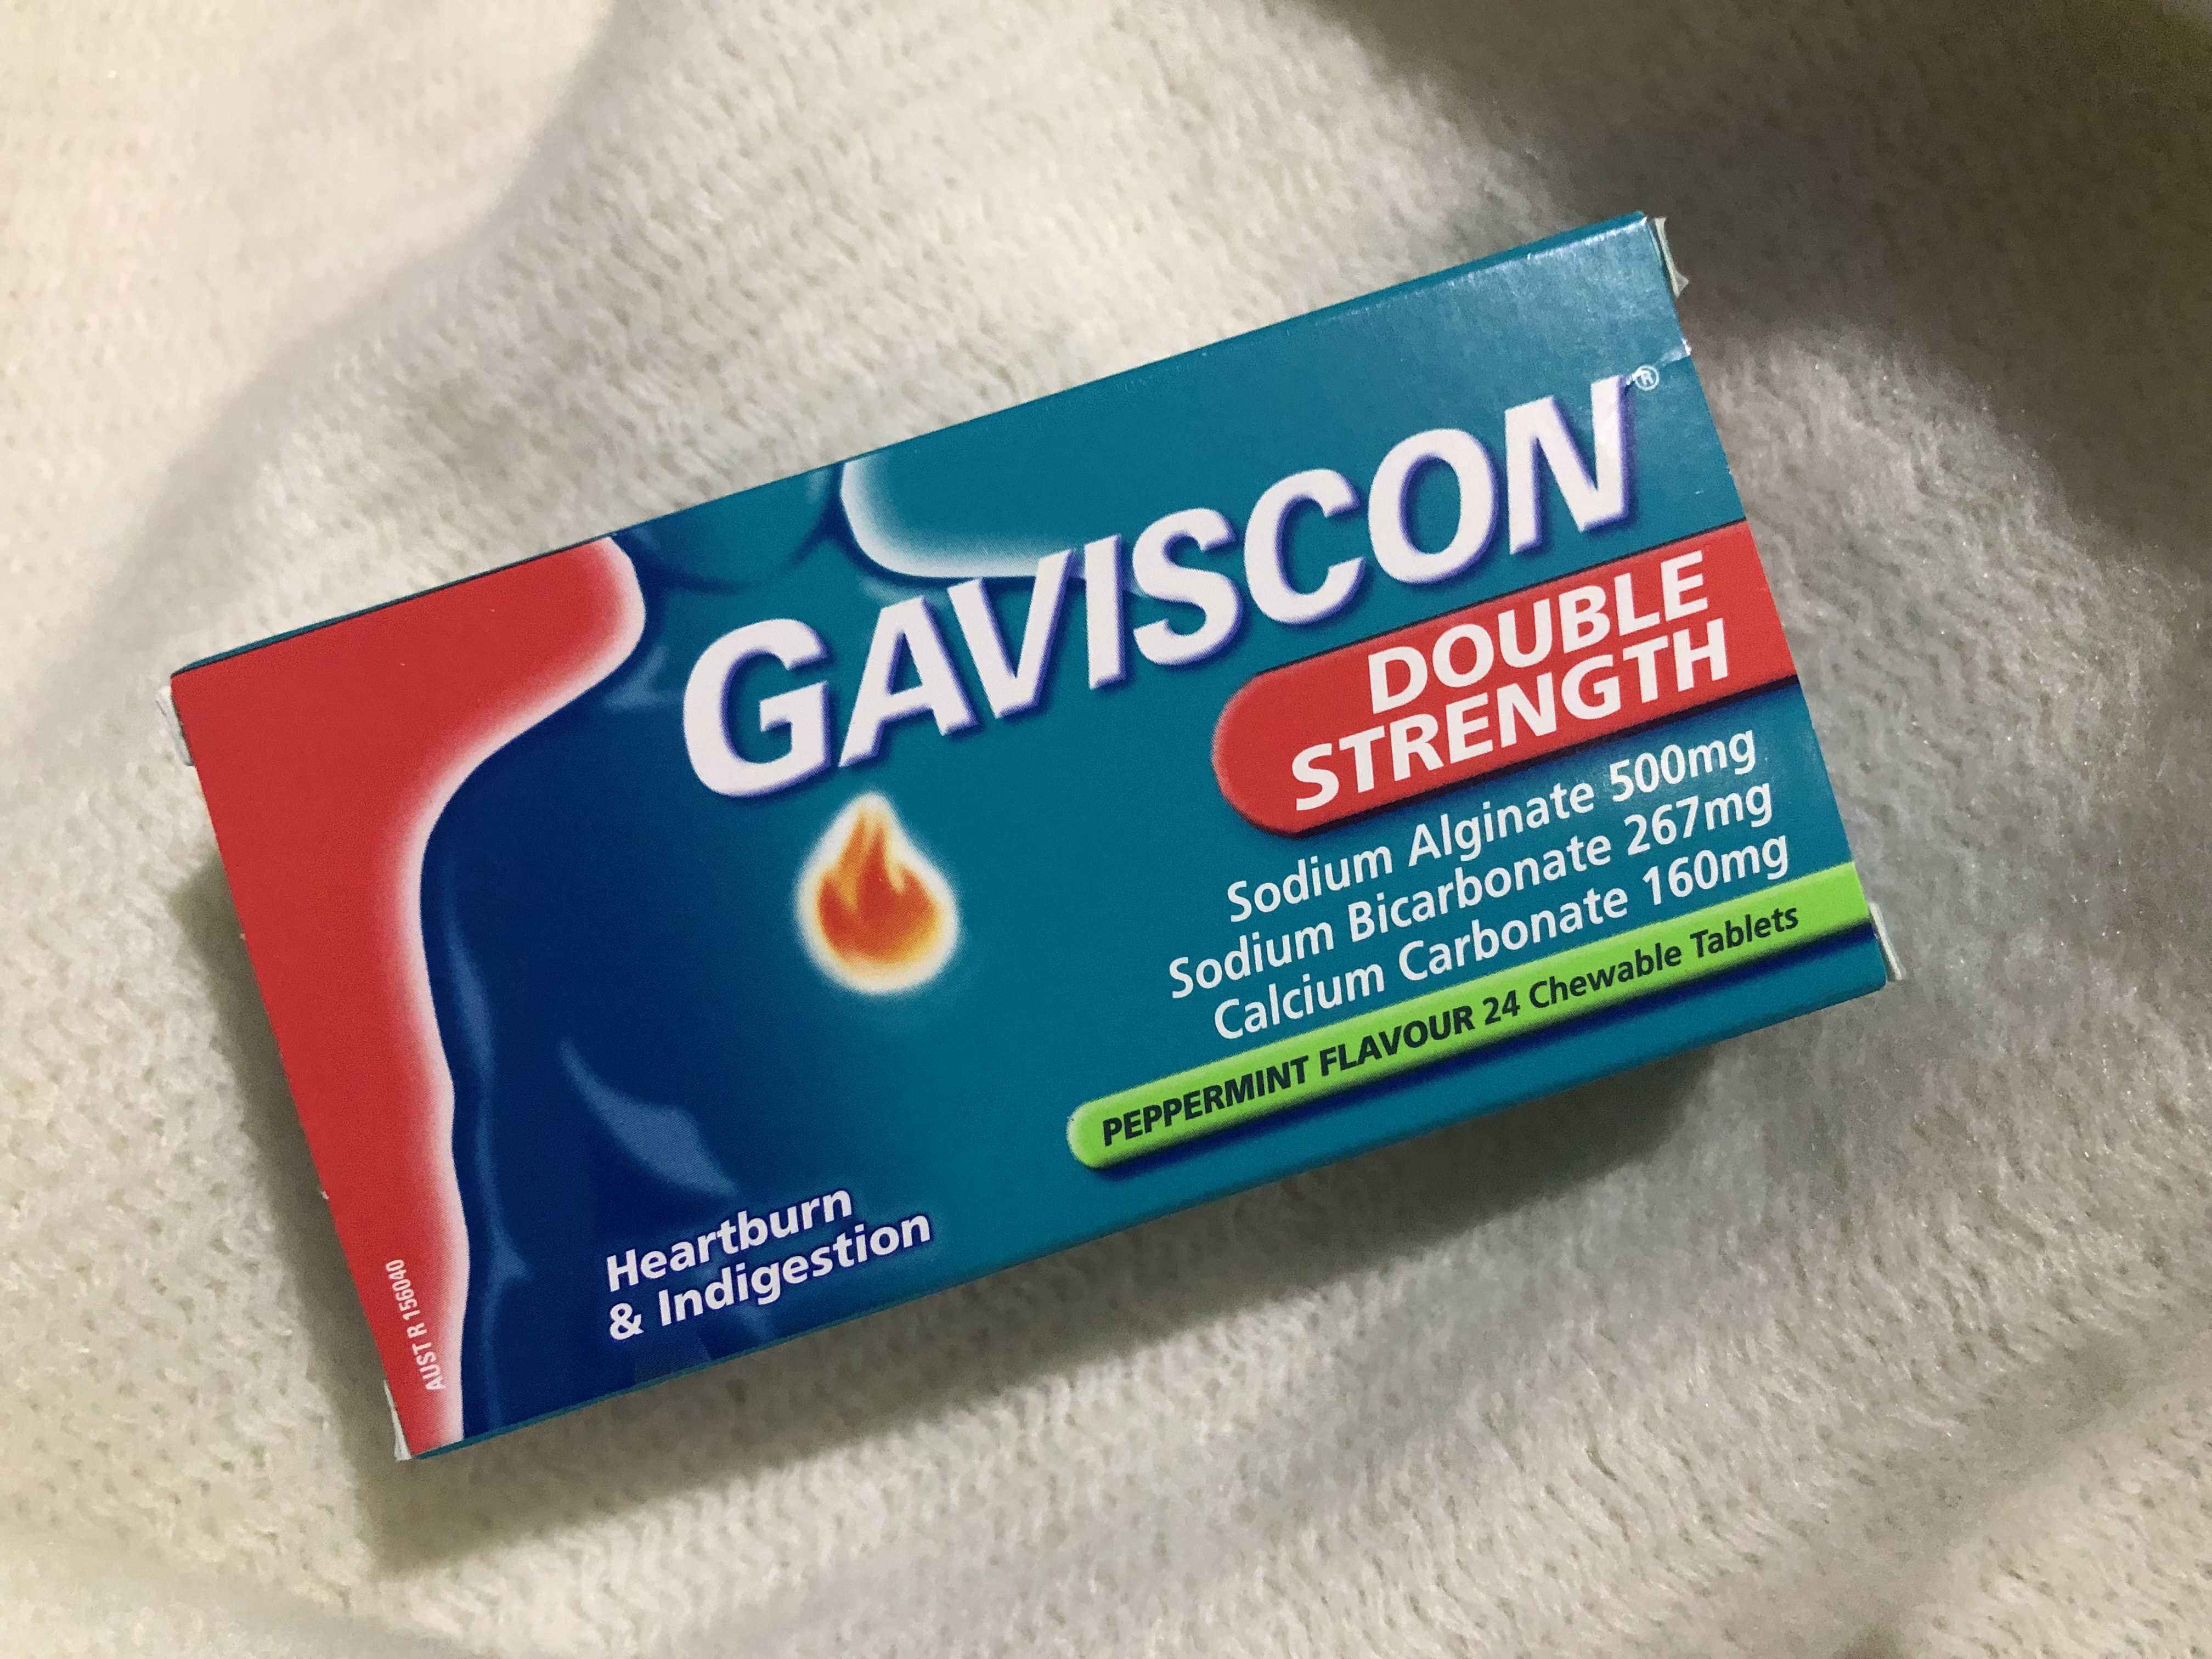 GAVISCON®
DOUBLE
STRENGTH
Sodium Alginate 500mg
Sodium Bicarbonate 267mg
Calcium Carbonate 160mg
PEPPERMINT FLAVOUR 24 Chewable Tablets
Heartburn
& Indigestion
AUST R 156040